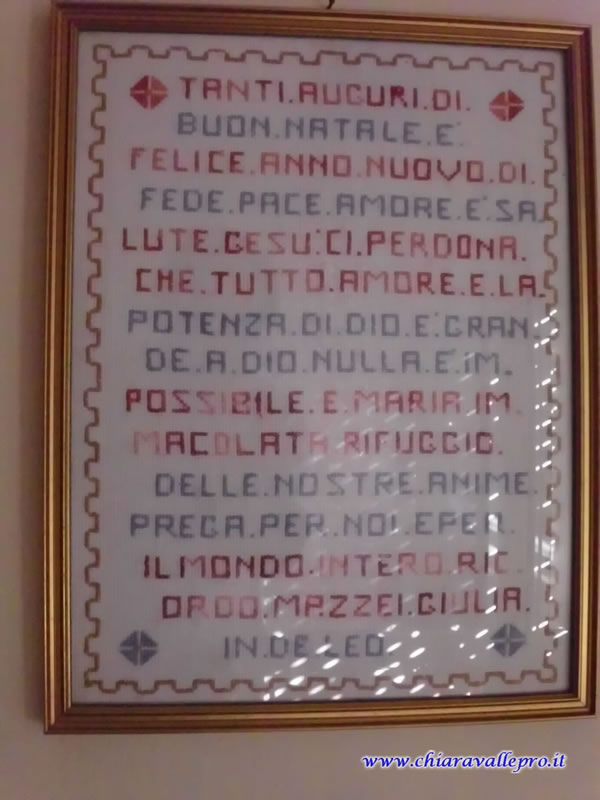 TANTI.AUGURI.DI.
BUON.NATALE.E'
FELICE.ANNO.NUOVO.DI.
FEDE.PACE.AMORE.E'SA
LUTE.GESU'.CI.PERDONA.
CHE.TUTTO.AMORE.E.LA.
POTENZA.DI.DIO.E'GRAN.
DE.A.DIO.NULLA.E'IM.
POSSIBILE.E.MARIA.IM.
MACOLATA.RIFUGGIO.
DELLE.NOSTRE.ANIME.
PREGA.PER.NOI.EPER.
IL MONDO.INTERO.RIC.
ORDO.MAZZEI.GIULIA.
IN.DE.LEO
www.chiaravallepro.it